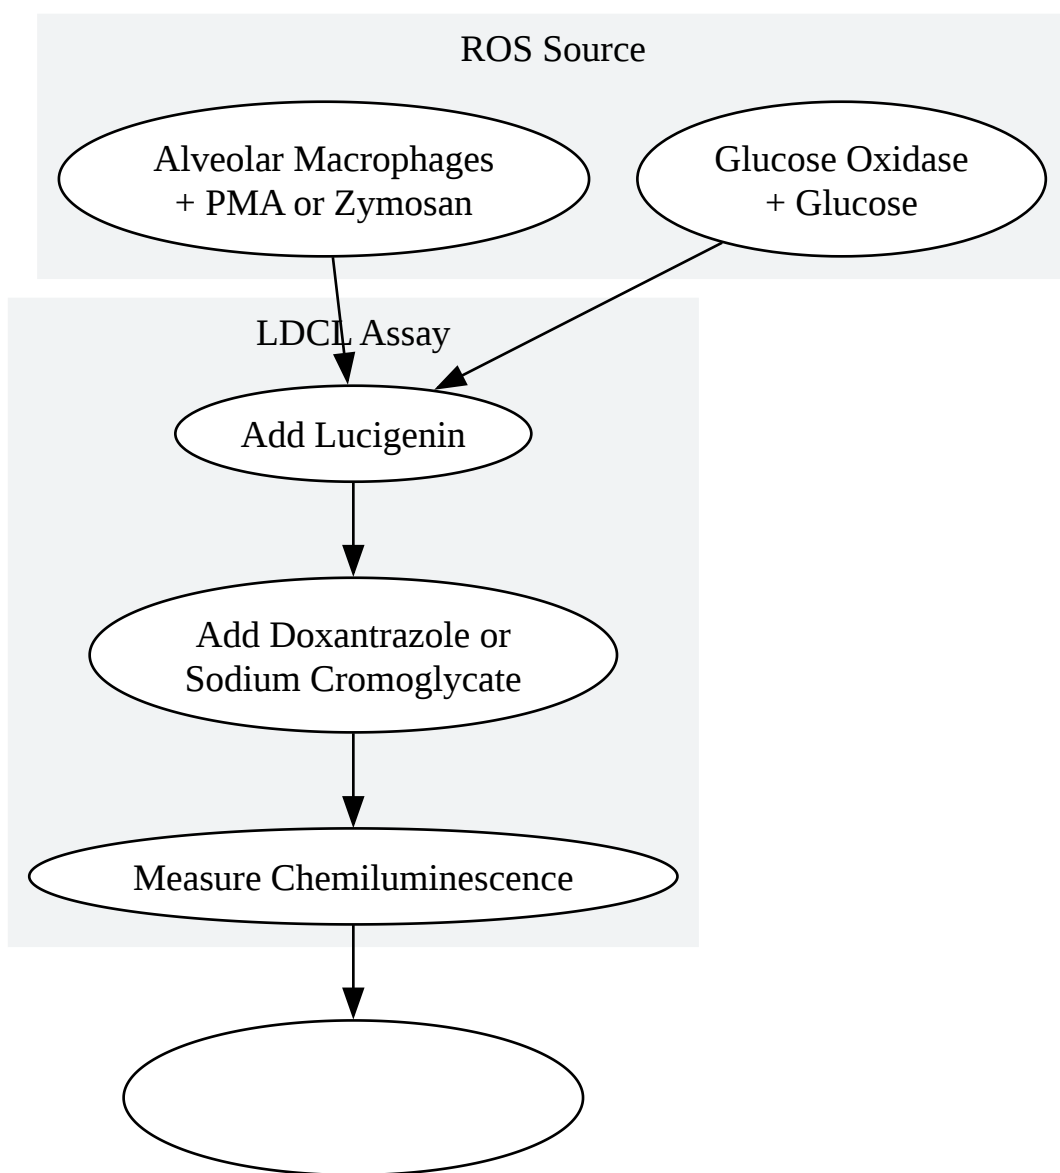 ROS Source
Alveolar Macrophages
+ PMA or Zymosan
Glucose Oxidase
+ Glucose
LDCL Assay
Add Lucigenin
Add Doxantrazole or
Sodium Cromoglycate
Measure Chemiluminescence